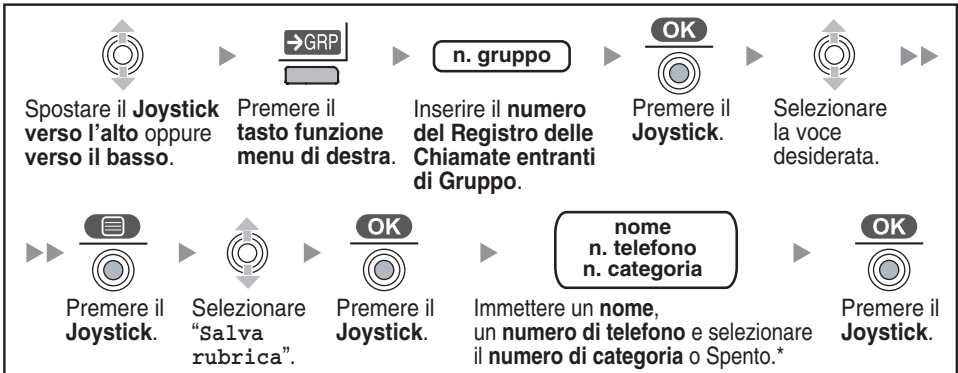 →GRP
n. gruppo
OK
Spostare il Joystick
verso l'alto oppure
verso il basso.
Premere il
tasto funzione
menu di destra.
Inserire il numero
del Registro delle
Chiamate entranti
di Gruppo.
Premere il
Joystick.
Selezionare
la voce
desiderata.
Premere il
Joystick.
Selezionare
“Salva
rubrica”.
OK
Premere il
Joystick.
nome
n. telefono
n. categoria
Immettere un nome,
un numero di telefono e selezionare
il numero di categoria o Spento.*
OK
Premere il
Joystick.